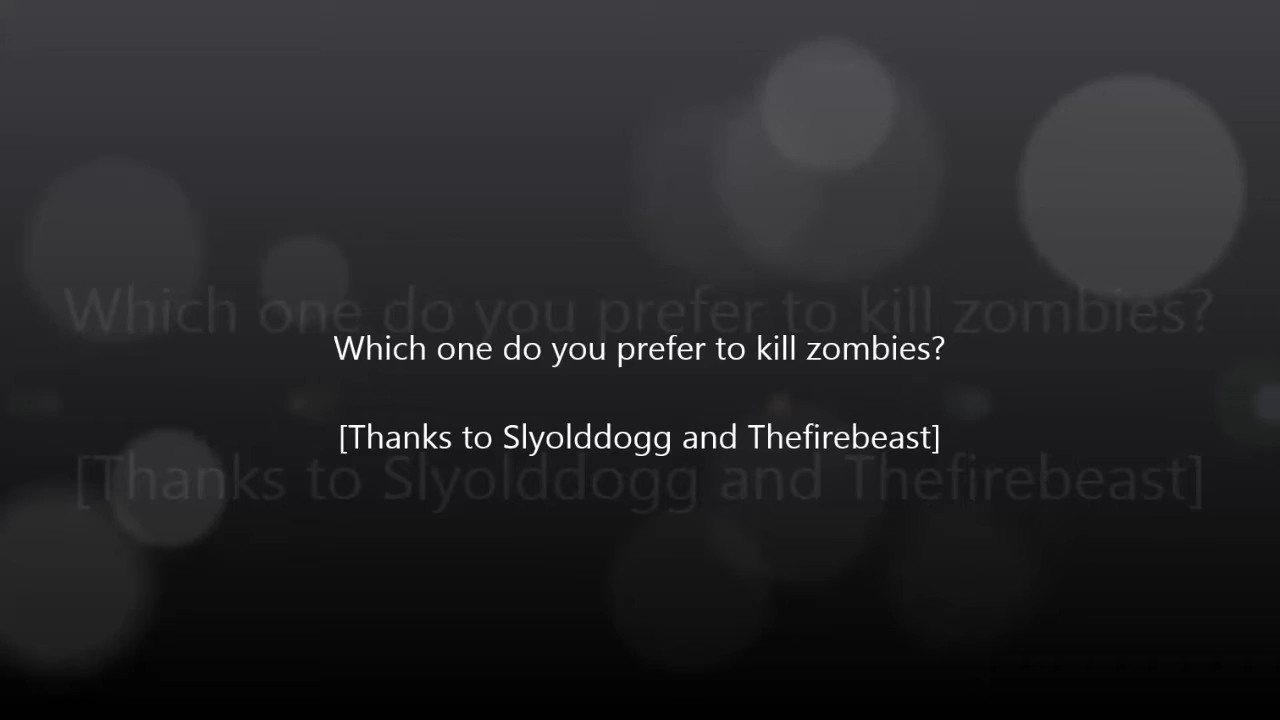 Which one do you prefer to kill zombies?
[Thanks to Slyolddogg and Thefirebeast]